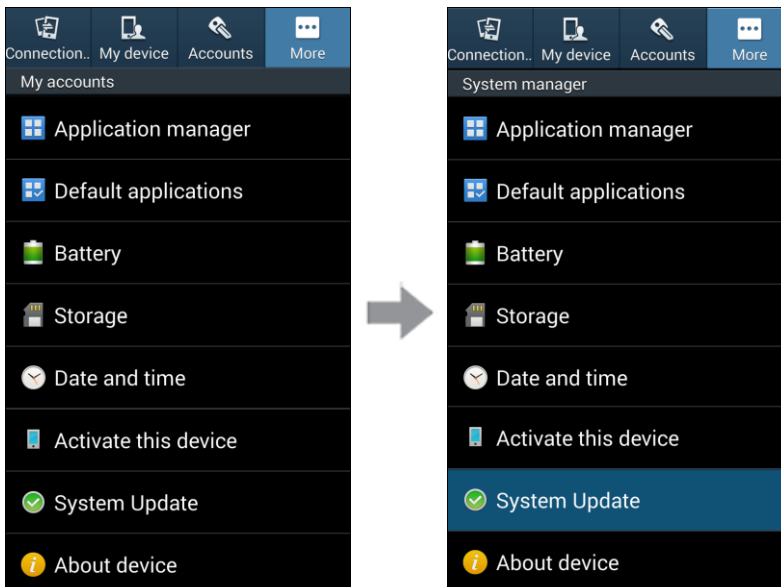 Connection.. My device Accounts More
My accounts
Application manager
Default applications
Battery
Storage
Date and time
Activate this device
System Update
About device
Connection.. My device Accounts More
System manager
Application manager
Default applications
Battery
Storage
Date and time
Activate this device
System Update
About device